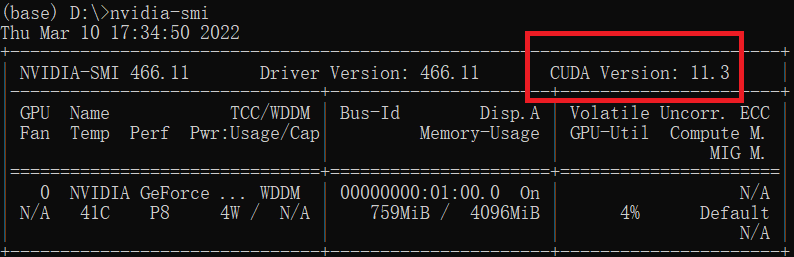 (base) D:\>nvidia-smi
Thu Mar 10 17:34:50 2022
NVIDIA-SMI 466.11 Driver Version: 466.11 CUDA Version: 11.3
GPU Name TCC/WDDM Bus-Id Disp.A Volatile Uncorr. ECC
Fan Temp Perf Pwr:Usage/Cap Memory-Usage GPU-Util Compute M.
MIG M.
0 NVIDIA GeForce ... WDDM 00000000:01:00.0 On N/A
N/A 41C P8 4W / N/A 759MiB / 4096MiB 4% Default
N/A